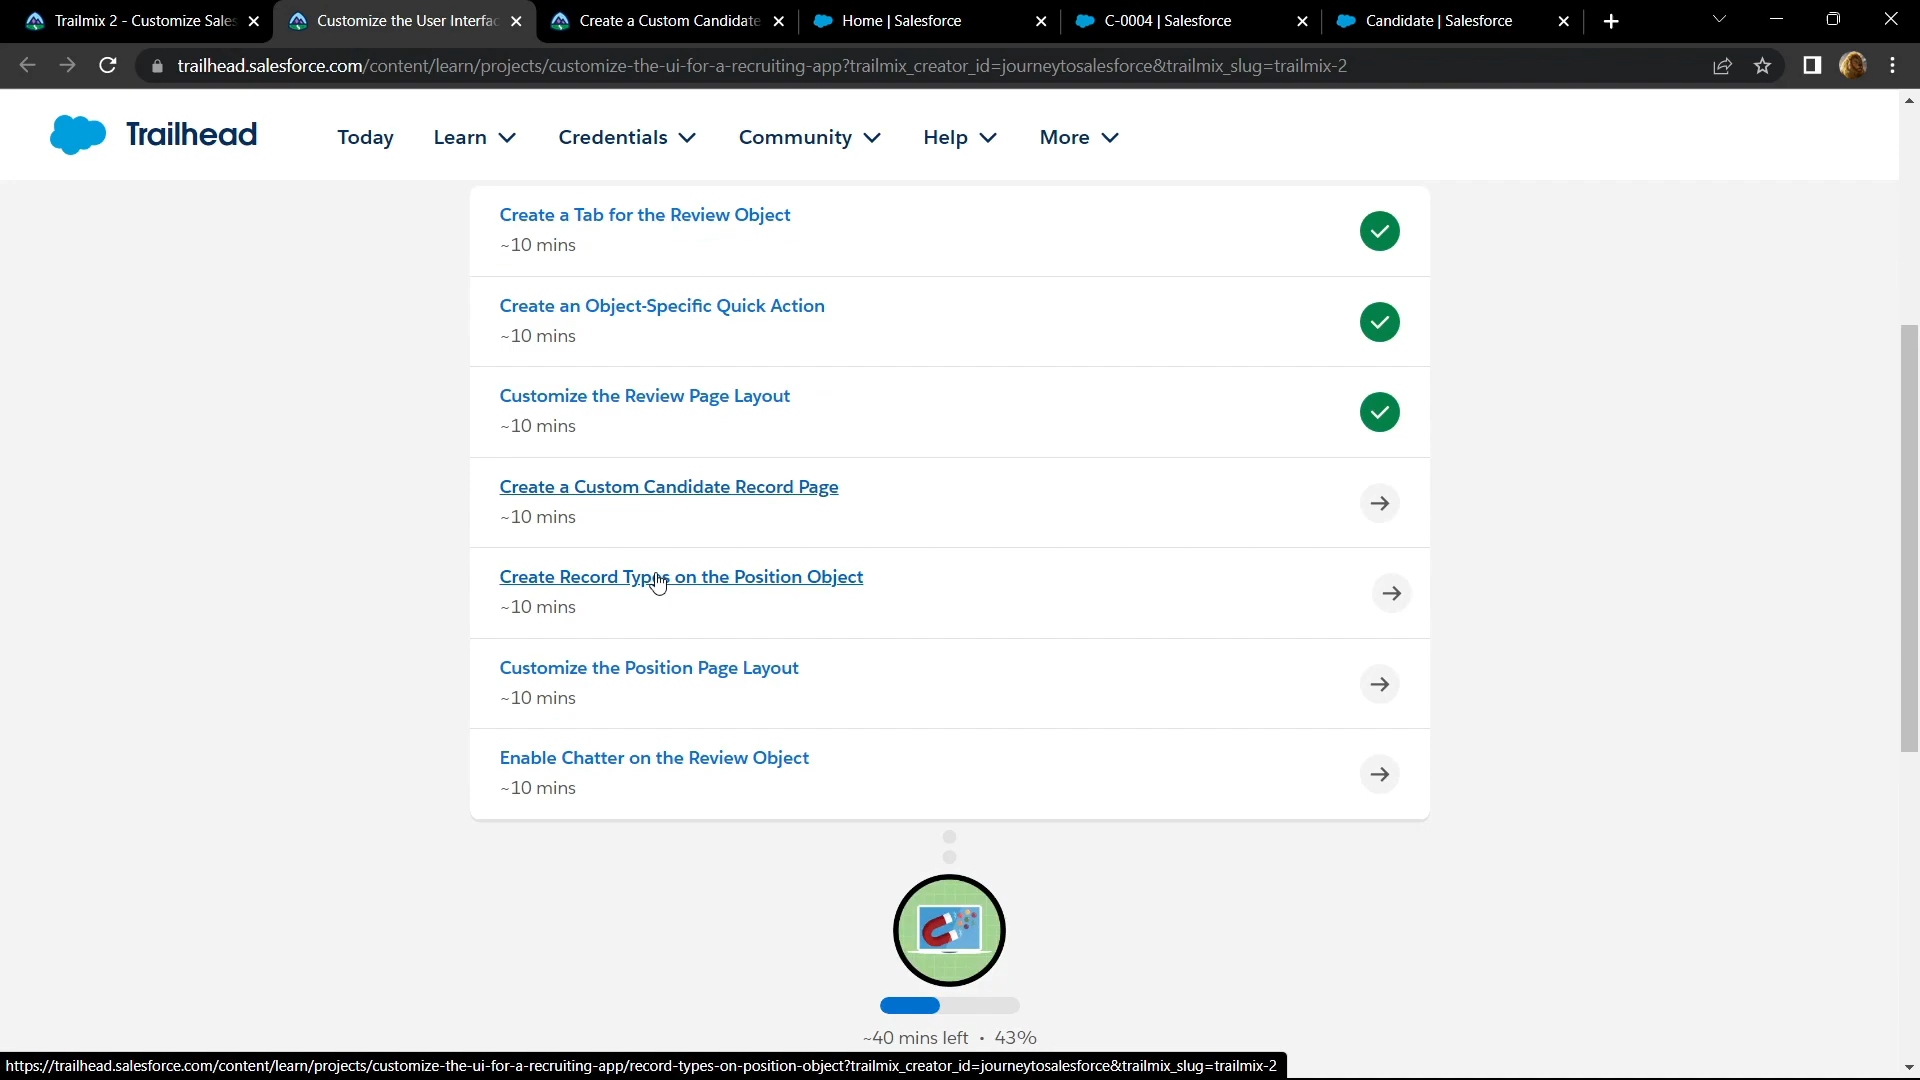 Trailmix 2 - Customize Sales
Customize the User Interfac
Create a Custom Candidate
Home | Salesforce
C-0004 | Salesforce
Candidate | Salesforce
trailhead.salesforce.com/content/learn/projects/customize-the-ui-for-a-recruiting-app?trailmix_creator_id=journeytosalesforce&trailmix_slug=trailmix-2
Trailhead
Today
Learn
Credentials
Community
Help
More
Create a Tab for the Review Object
~10 mins
Create an Object-Specific Quick Action
~10 mins
Customize the Review Page Layout
~10 mins
Create a Custom Candidate Record Page
~10 mins
Create Record Types on the Position Object
~10 mins
Customize the Position Page Layout
~10 mins
Enable Chatter on the Review Object
~10 mins
~40 mins left • 43%
https://trailhead.salesforce.com/content/learn/projects/customize-the-ui-for-a-recruiting-app/record-types-on-position-object?trailmix_creator_id=journeytosalesforce&trailmix_slug=trailmix-2